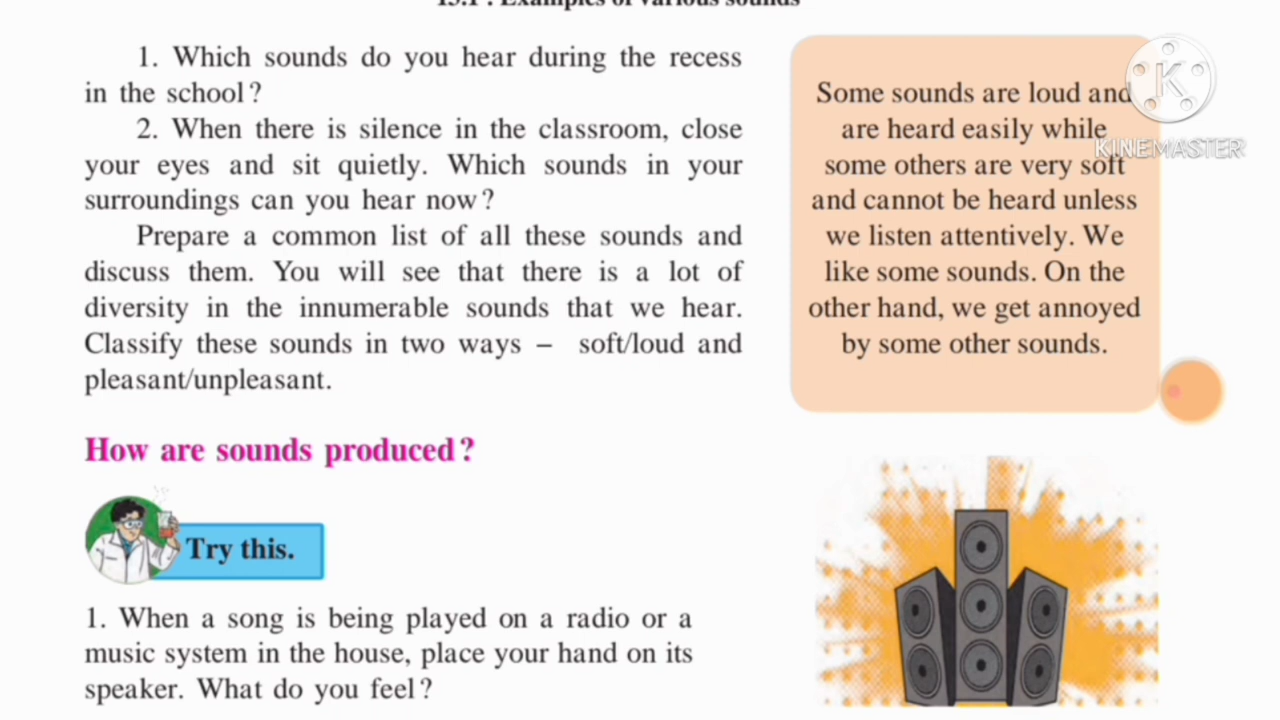 13.1 : Examples of various sounds
1. Which sounds do you hear during the recess
in the school ?
2. When there is silence in the classroom, close
your eyes and sit quietly. Which sounds in your
surroundings can you hear now ?
Prepare a common list of all these sounds and
discuss them. You will see that there is a lot of
diversity in the innumerable sounds that we hear.
Classify these sounds in two ways – soft/loud and
pleasant/unpleasant.
How are sounds produced ?
Try this.
1. When a song is being played on a radio or a
music system in the house, place your hand on its
speaker. What do you feel ?
Some sounds are loud and
are heard easily while
some others are very soft
and cannot be heard unless
we listen attentively. We
like some sounds. On the
other hand, we get annoyed
by some other sounds.
K
KINEMASTER